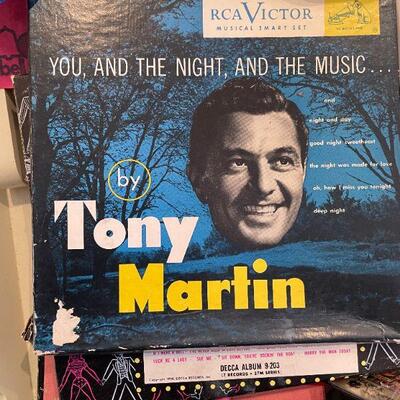 RCA VICTOR
MUSICAL SMART SET
YOU, AND THE NIGHT, AND THE MUSIC...
and
night and day
good night sweetheart
the night was made for love
oh, how i miss you tonight
deep night
by
Tony
Martin
DECCA ALBUM 9-203